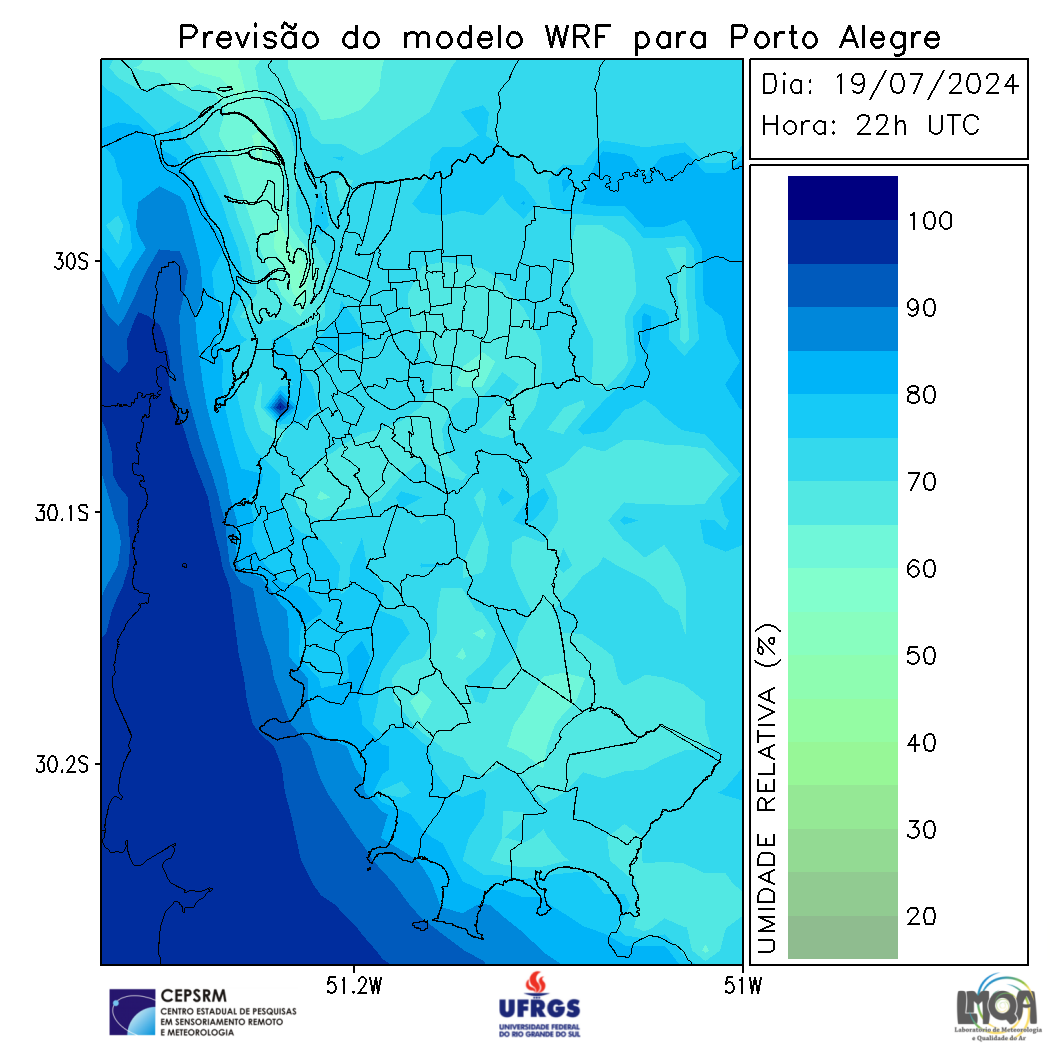 Previsão do modelo WRF para Porto Alegre
Dia: 19/07/2024
Hora: 22h UTC
100
90
80
70
60
50
40
30
20
UMIDADE RELATIVA (%)
30S
30.1S
30.2S
51.2W
51W
CEPSRM
CENTRO ESTADUAL DE PESQUISAS
EM SENSORIAMENTO REMOTO
E METEOROLOGIA
UFRGS
UNIVERSIDADE FEDERAL
DO RIO GRANDE DO SUL
LMQA
Laboratório de Meteorologia
e Qualidade do Ar